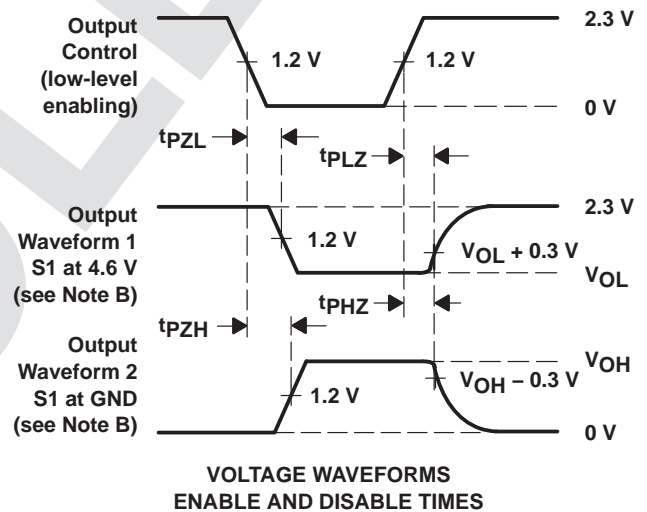 Output
Control
(low-level
enabling)
2.3 V
1.2 V
1.2 V
0 V
tPZL
tPLZ
Output
Waveform 1
S1 at 4.6 V
(see Note B)
2.3 V
1.2 V
VOL + 0.3 V
VOL
tPZH
tPHZ
Output
Waveform 2
S1 at GND
(see Note B)
VOH
1.2 V
VOH − 0.3 V
0 V
VOLTAGE WAVEFORMS
ENABLE AND DISABLE TIMES